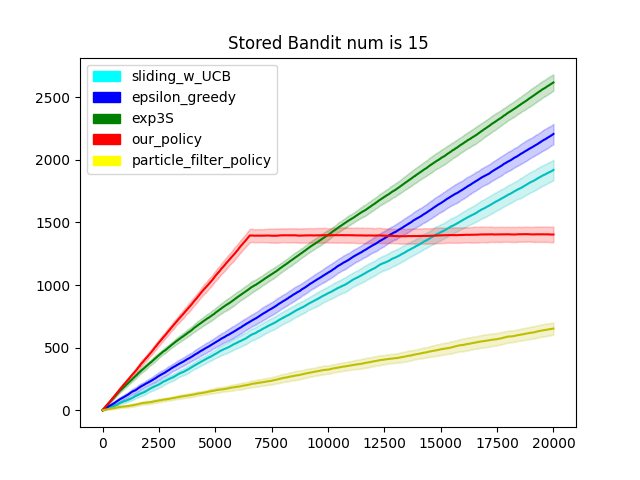 Stored Bandit num is 15
sliding_w_UCB
epsilon_greedy
exp3S
our_policy
particle_filter_policy
2500
2000
1500
1000
500
0
0 2500 5000 7500 10000 12500 15000 17500 20000